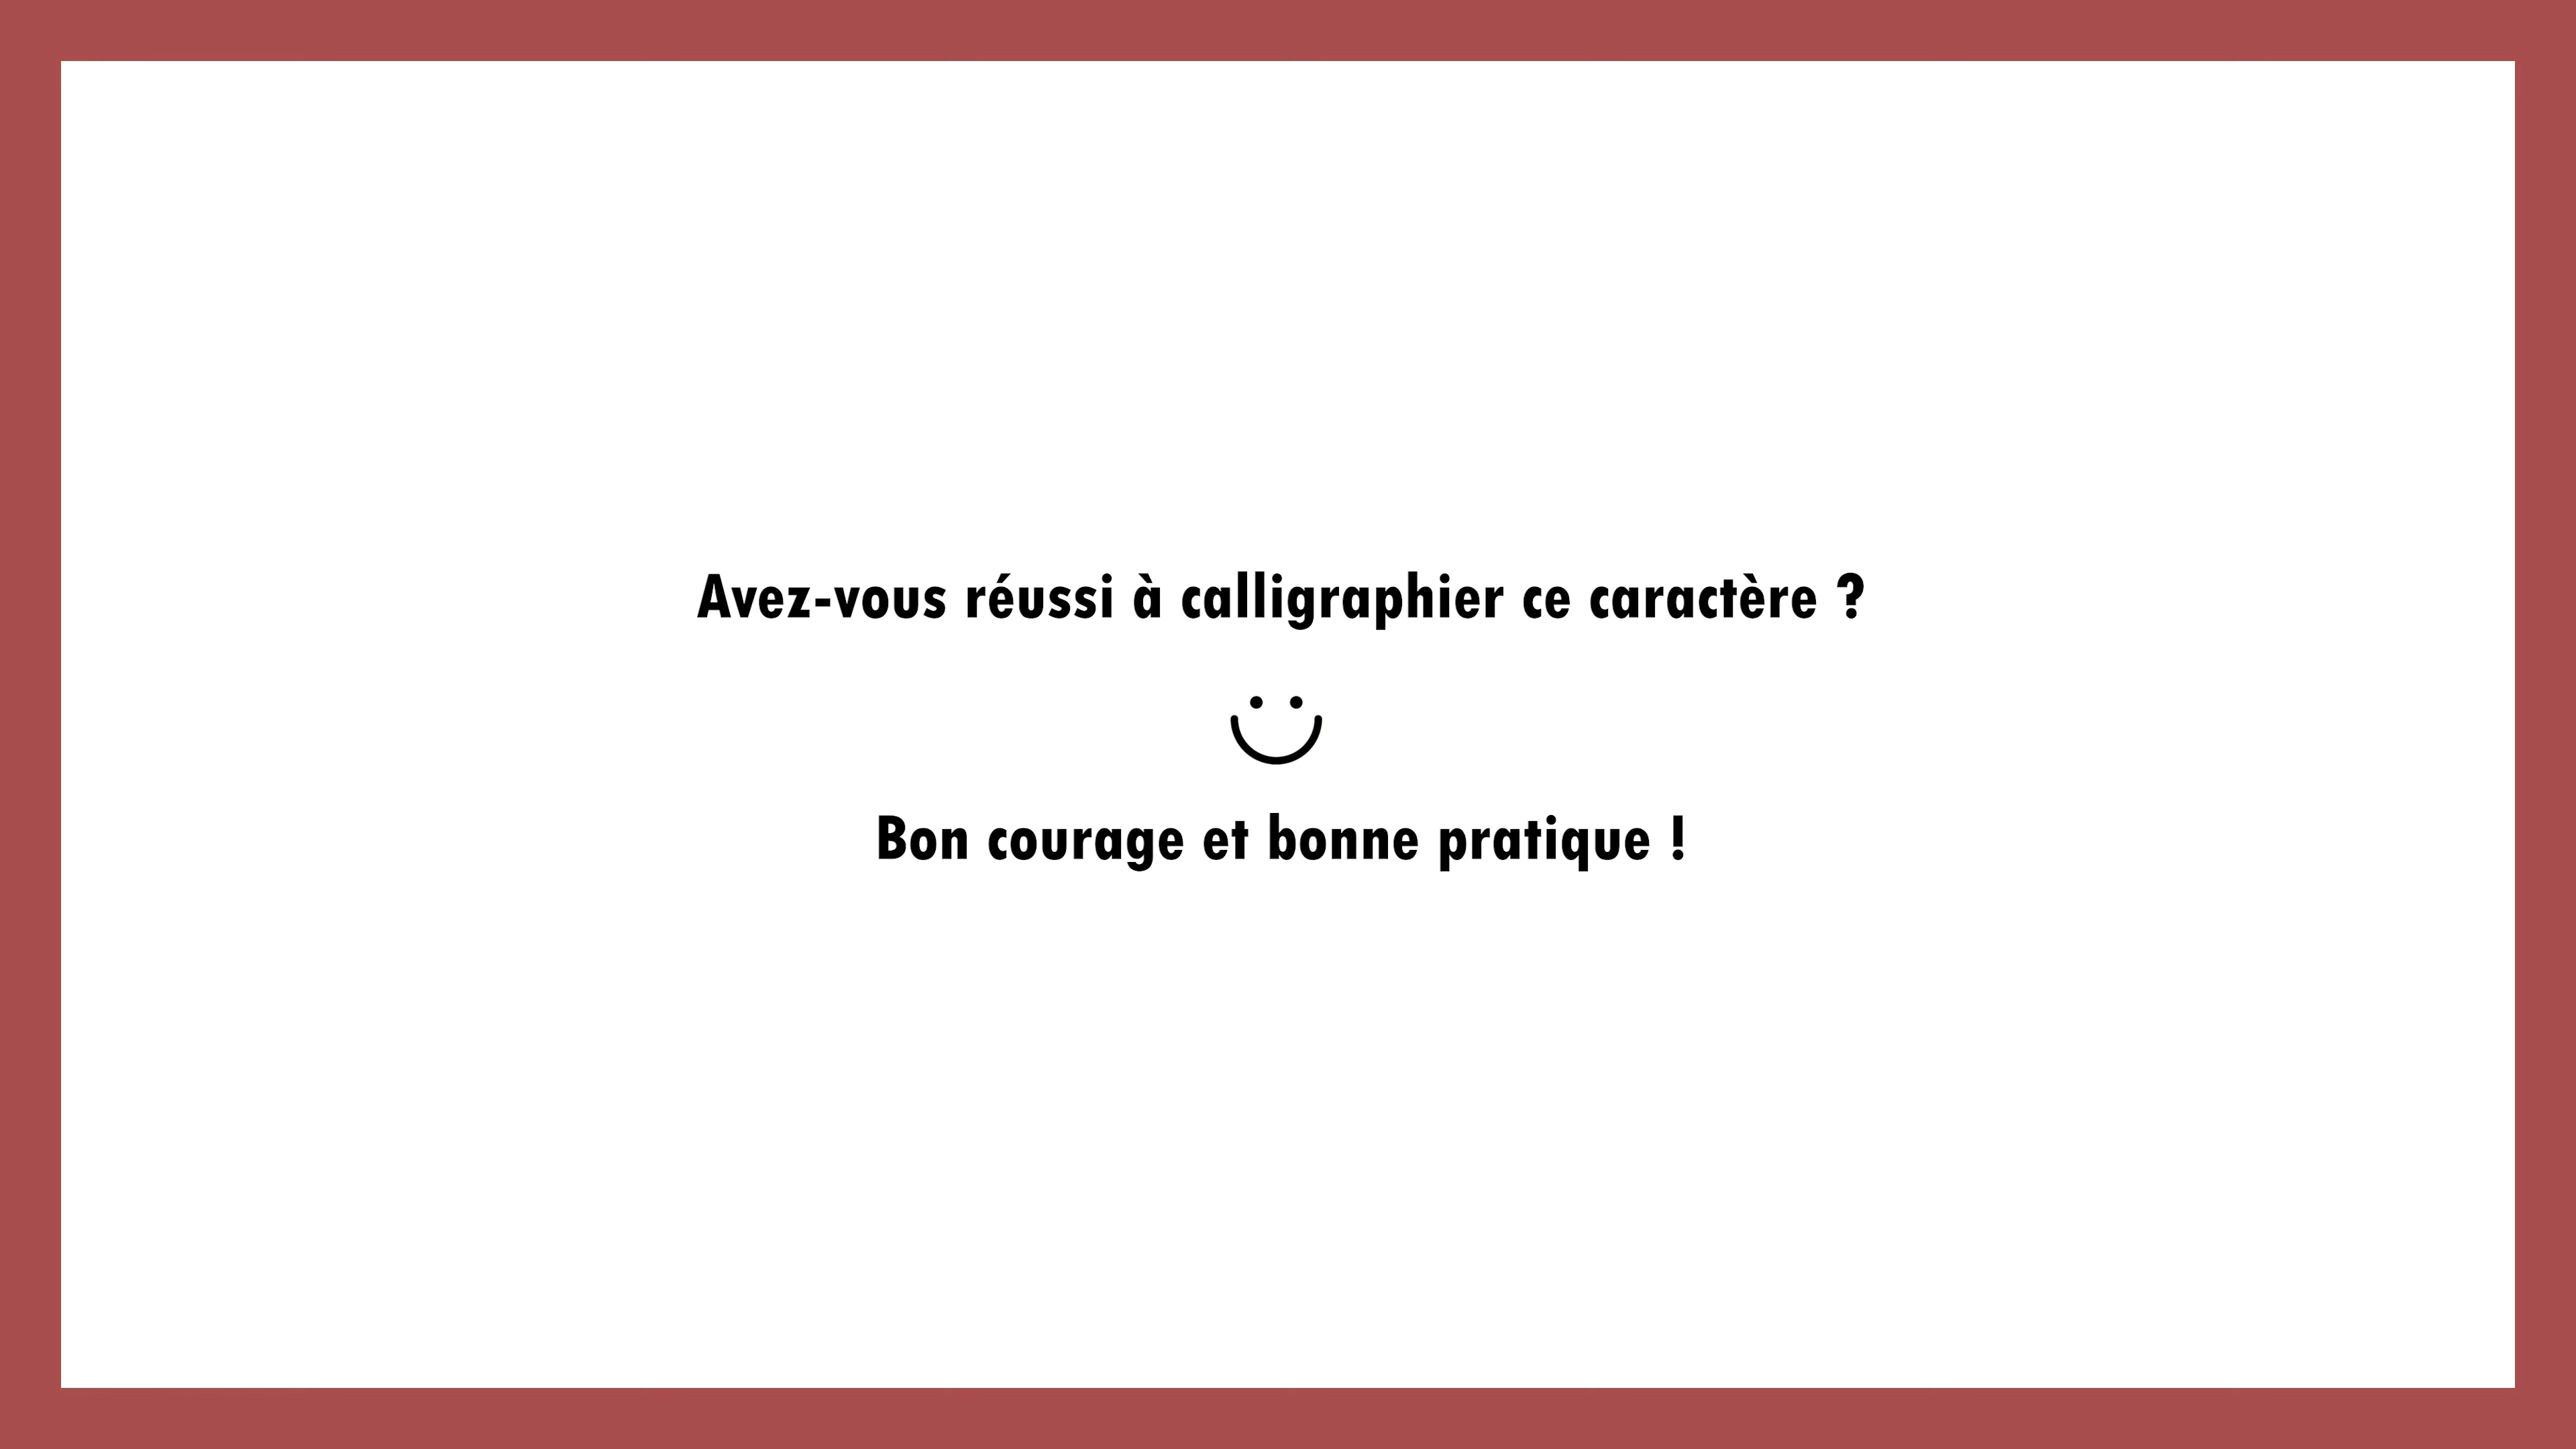 Avez-vous réussi à calligraphier ce caractère ?
Bon courage et bonne pratique !